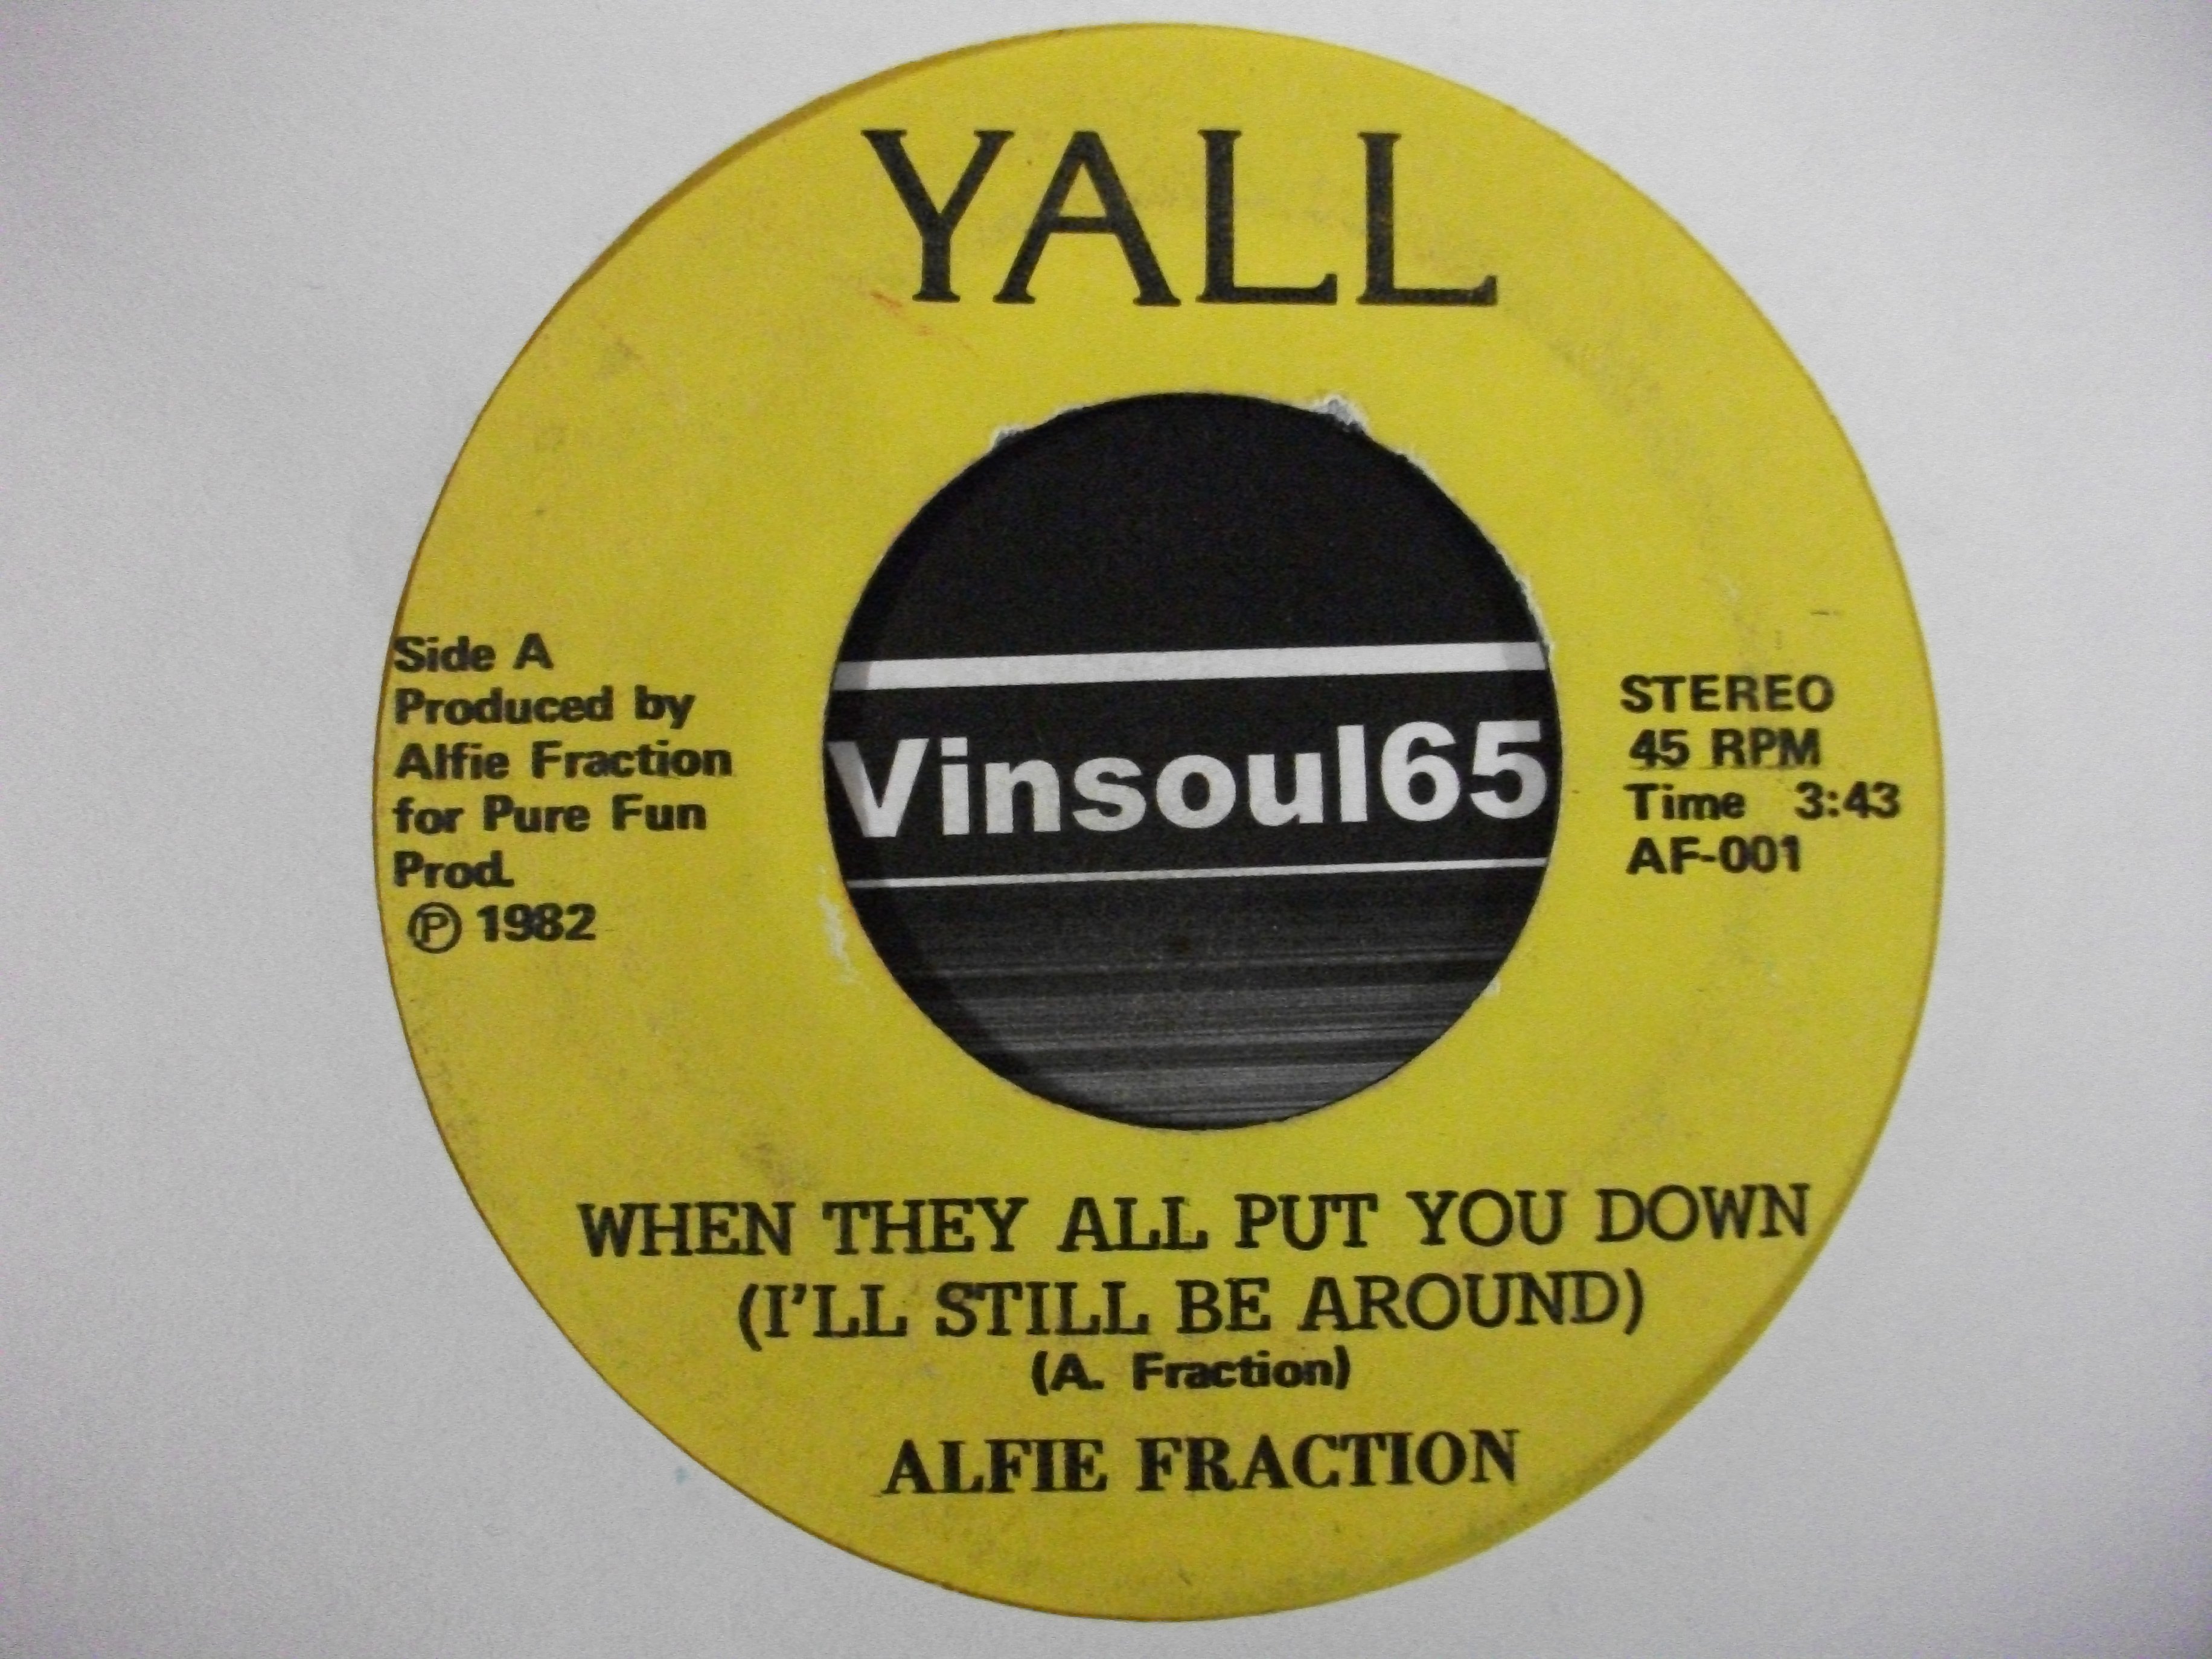 YALL
Side A
Produced by
Alfie Fraction
for Pure Fun
Prod.
Ⓟ 1982
Vinsoul65
STEREO
45 RPM
Time 3:43
AF-001
WHEN THEY ALL PUT YOU DOWN
(I'LL STILL BE AROUND)
(A. Fraction)
ALFIE FRACTION